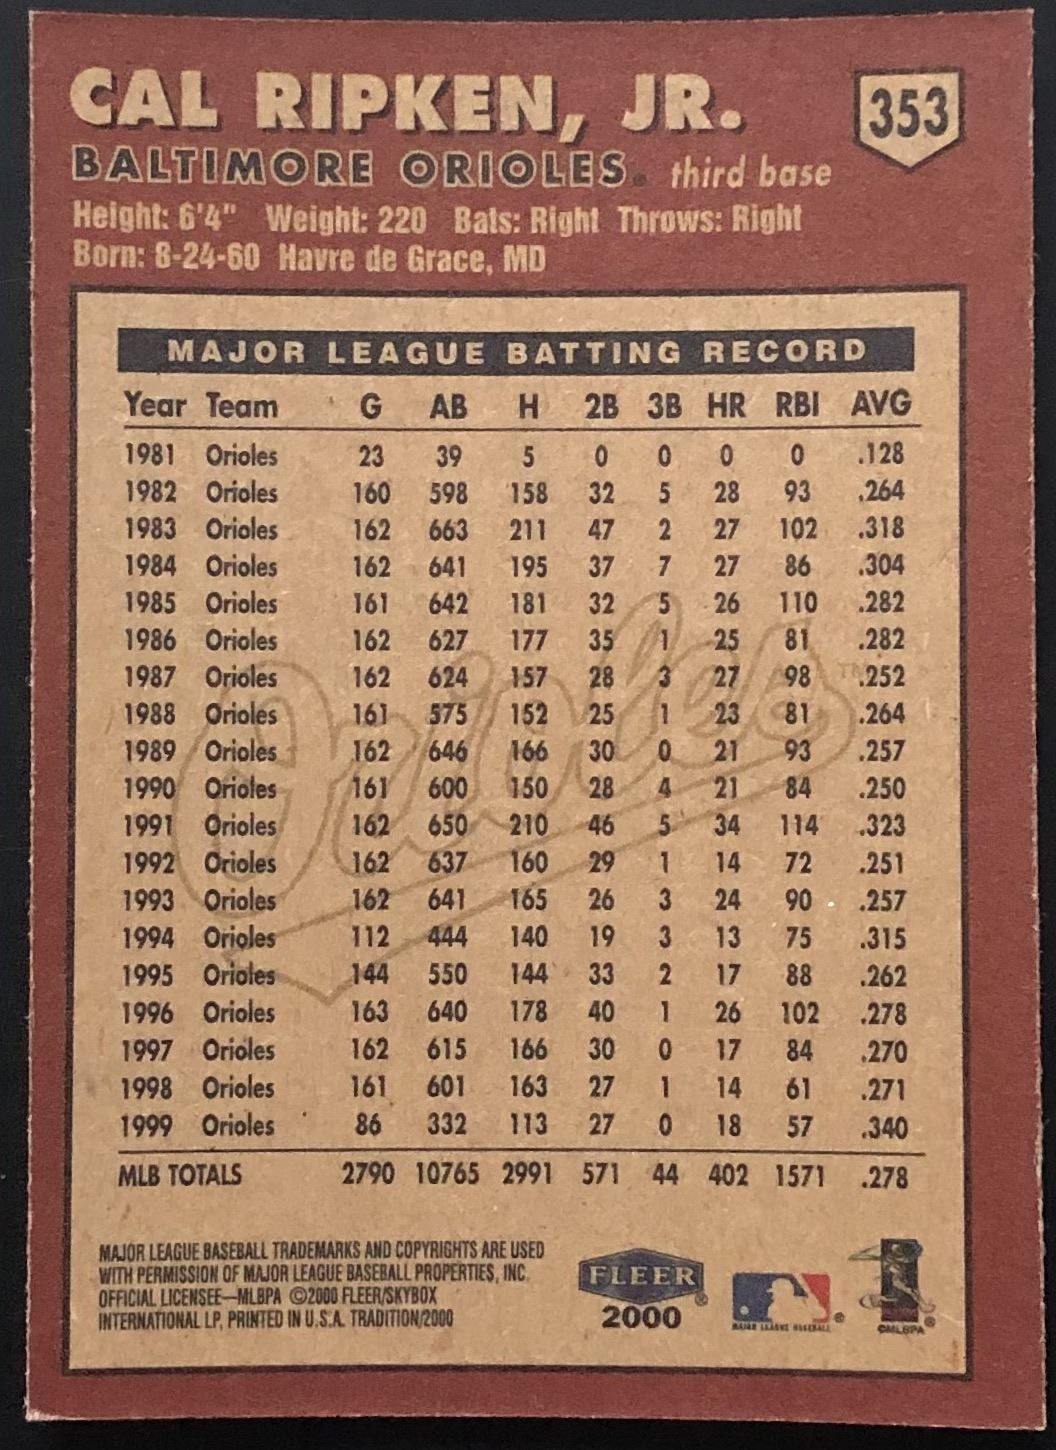 CAL RIPKEN, JR.
353
BALTIMORE ORIOLES. third base
Height: 6'4" Weight: 220 Bats: Right Throws: Right
Born: 8-24-60 Havre de Grace, MD
MAJOR LEAGUE BATTING RECORD
Year Team G AB H 2B 3B HR RBI AVG
1981 Orioles 23 39 5 0 0 0 0 .128
1982 Orioles 160 598 158 32 5 28 93 .264
1983 Orioles 162 663 211 47 2 27 102 .318
1984 Orioles 162 641 195 37 7 27 86 .304
1985 Orioles 161 642 181 32 5 26 110 .282
1986 Orioles 162 627 177 35 1 25 81 .282
1987 Orioles 162 624 157 28 3 27 98 .252
1988 Orioles 161 575 152 25 1 23 81 .264
1989 Orioles 162 646 166 30 0 21 93 .257
1990 Orioles 161 600 150 28 4 21 84 .250
1991 Orioles 162 650 210 46 5 34 114 .323
1992 Orioles 162 637 160 29 1 14 72 .251
1993 Orioles 162 641 165 26 3 24 90 .257
1994 Orioles 112 444 140 19 3 13 75 .315
1995 Orioles 144 550 144 33 2 17 88 .262
1996 Orioles 163 640 178 40 1 26 102 .278
1997 Orioles 162 615 166 30 0 17 84 .270
1998 Orioles 161 601 163 27 1 14 61 .271
1999 Orioles 86 332 113 27 0 18 57 .340
MLB TOTALS 2790 10765 2991 571 44 402 1571 .278
Orioles™
MAJOR LEAGUE BASEBALL TRADEMARKS AND COPYRIGHTS ARE USED
WITH PERMISSION OF MAJOR LEAGUE BASEBALL PROPERTIES, INC.
OFFICIAL LICENSEE—MLBPA ©2000 FLEER/SKYBOX
INTERNATIONAL LP, PRINTED IN U.S.A. TRADITION/2000
FLEER®
2000
MAJOR LEAGUE BASEBALL®
©MLBPA®